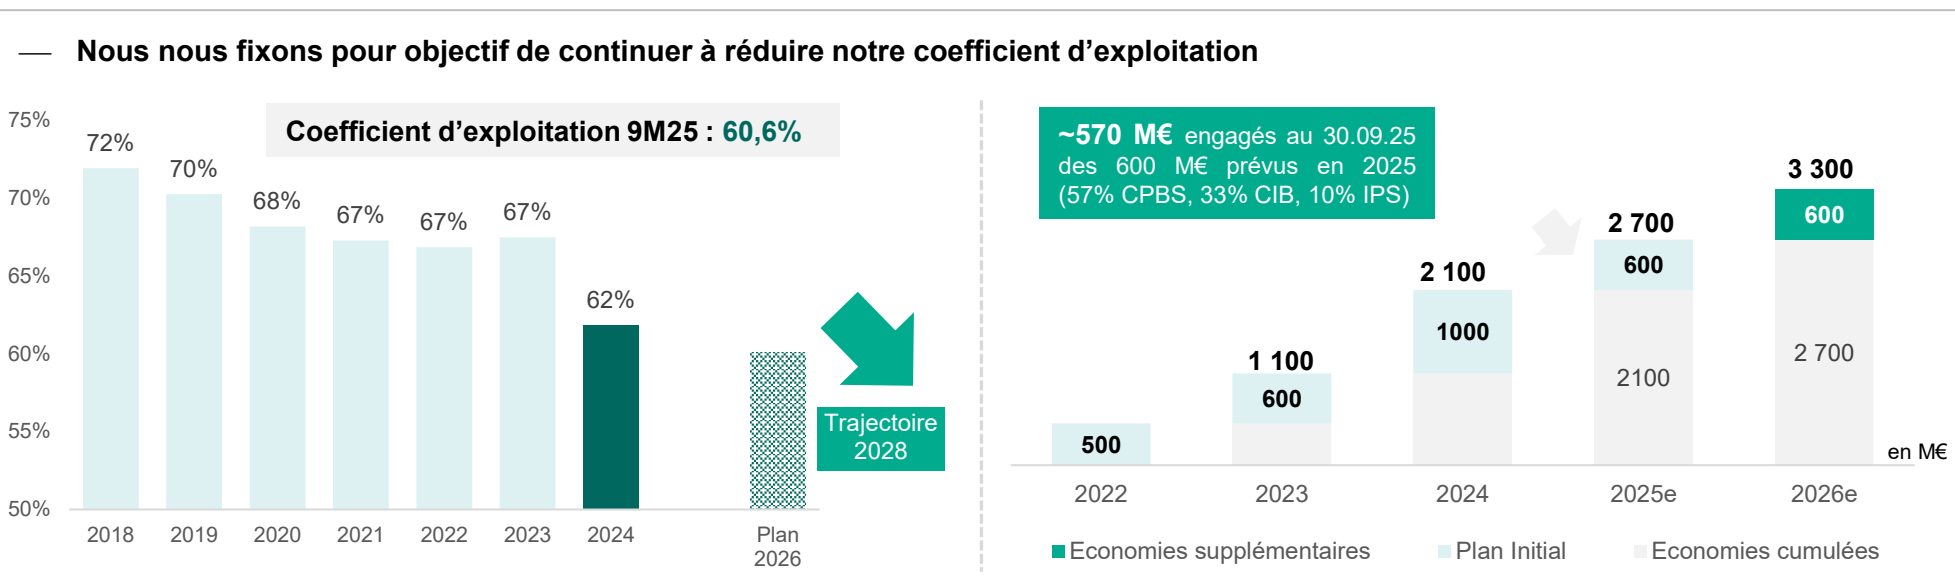 Nous nous fixons pour objectif de continuer à réduire notre coefficient d’exploitation
Coefficient d’exploitation 9M25 : 60,6%
75%
70%
65%
60%
55%
50%
72%
70%
68%
67%
67%
67%
62%
2018
2019
2020
2021
2022
2023
2024
Plan
2026
Trajectoire
2028
~570 M€ engagés au 30.09.25
des 600 M€ prévus en 2025
(57% CPBS, 33% CIB, 10% IPS)
500
1 100
600
2 100
1000
2 700
600
2100
3 300
600
2 700
en M€
2022
2023
2024
2025e
2026e
Economies supplémentaires
Plan Initial
Economies cumulées